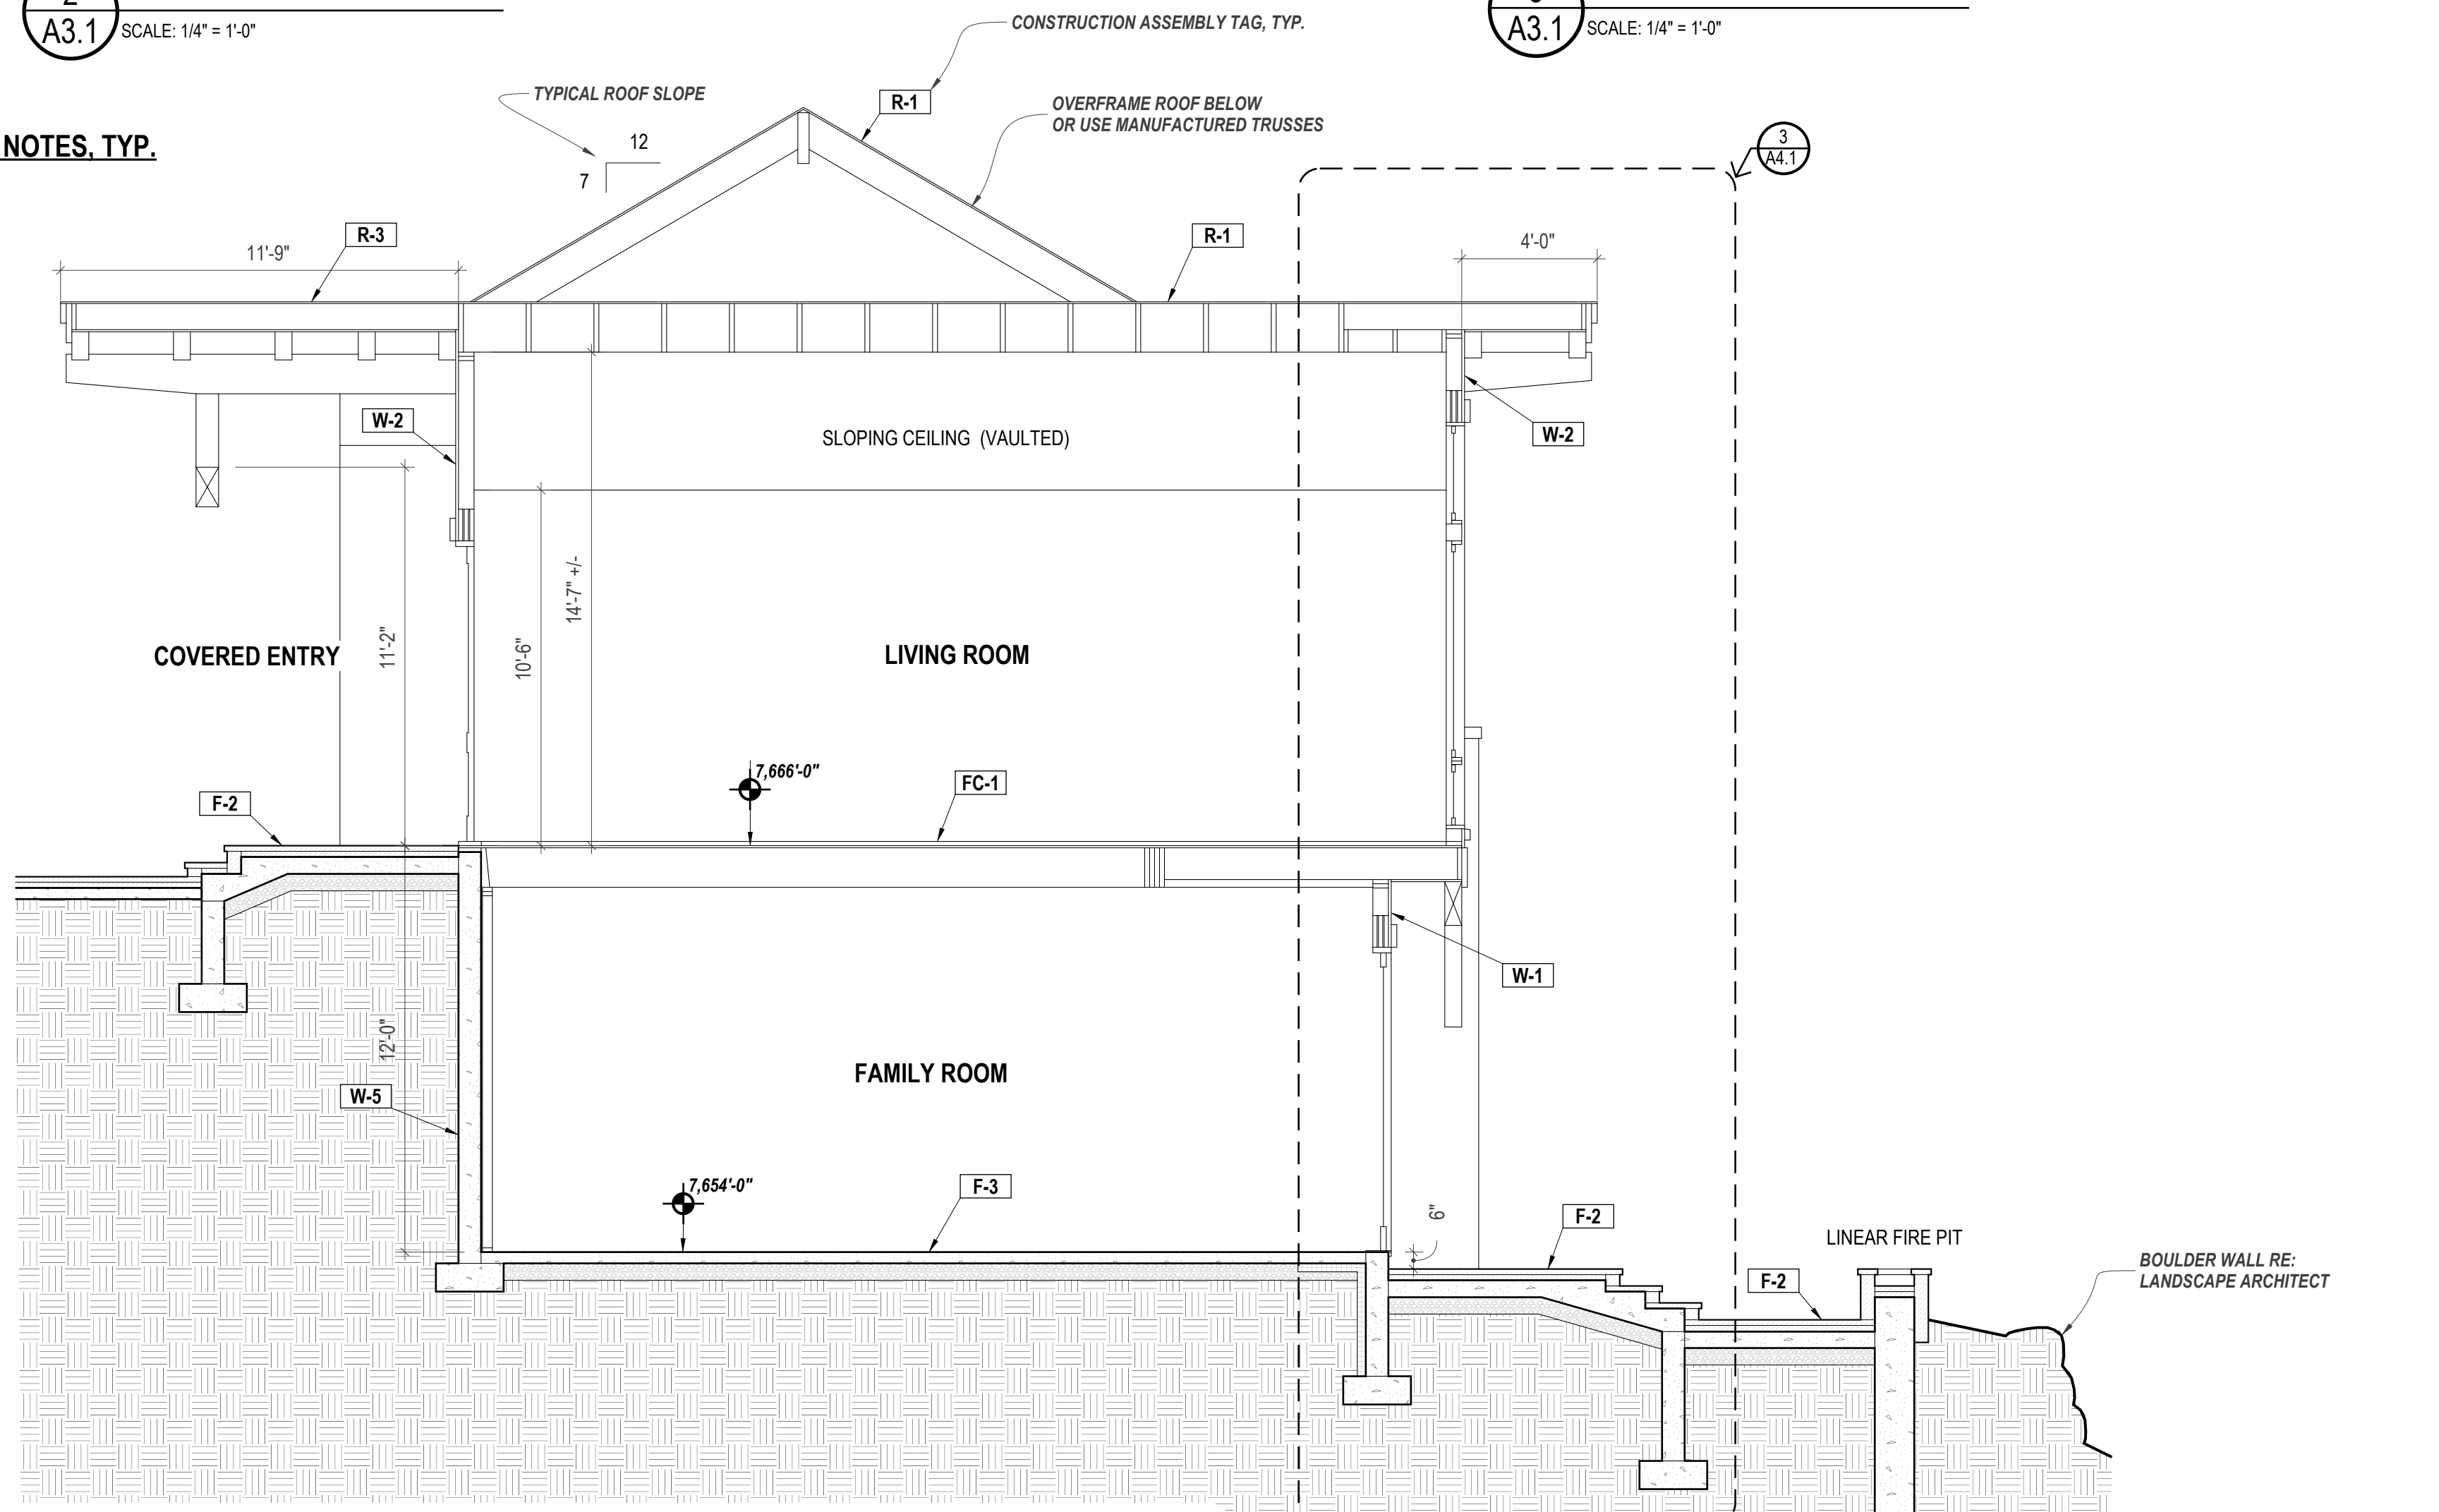 2
A3.1
SCALE: 1/4" = 1'-0"
A3.1
SCALE: 1/4" = 1'-0"
CONSTRUCTION ASSEMBLY TAG, TYP.
TYPICAL ROOF SLOPE
R-1
OVERFRAME ROOF BELOW
OR USE MANUFACTURED TRUSSES
NOTES, TYP.
12
7
3
A4.1
R-3
R-1
11'-9"
4'-0"
W-2
SLOPING CEILING (VAULTED)
W-2
14'-7" +/-
11'-2"
10'-6"
COVERED ENTRY
LIVING ROOM
7,666'-0"
FC-1
F-2
W-1
12'-0"
FAMILY ROOM
W-5
7,654'-0"
F-3
6"
F-2
LINEAR FIRE PIT
F-2
BOULDER WALL RE:
LANDSCAPE ARCHITECT